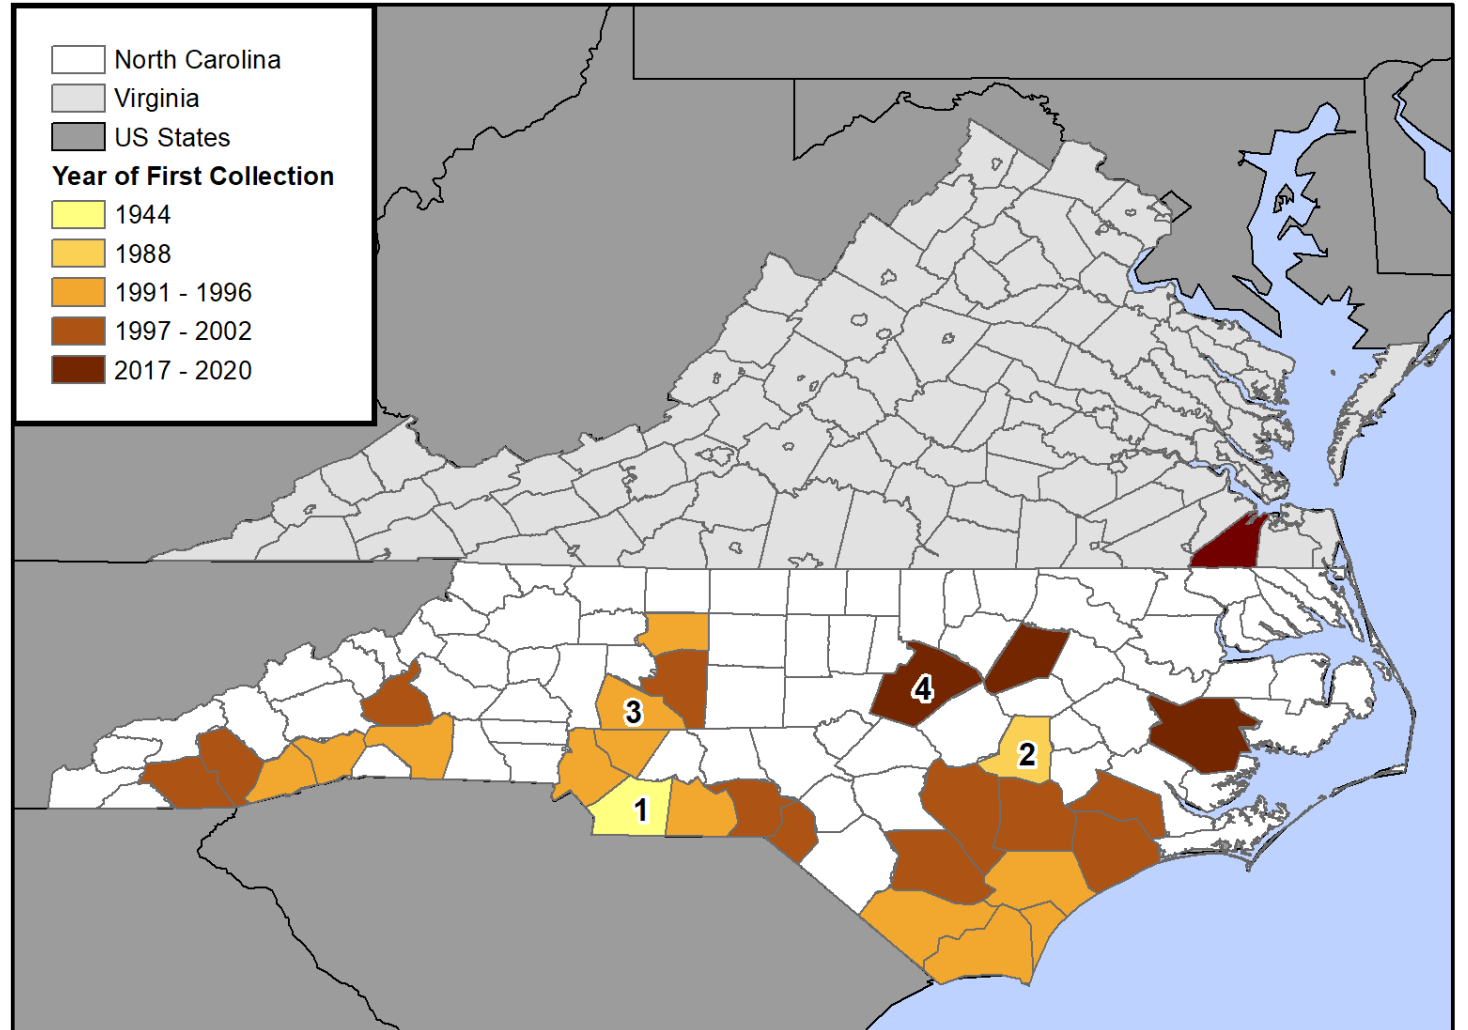 North Carolina
Virginia
US States
Year of First Collection
1944
1988
1991 - 1996
1997 - 2002
2017 - 2020
4
3
2
1